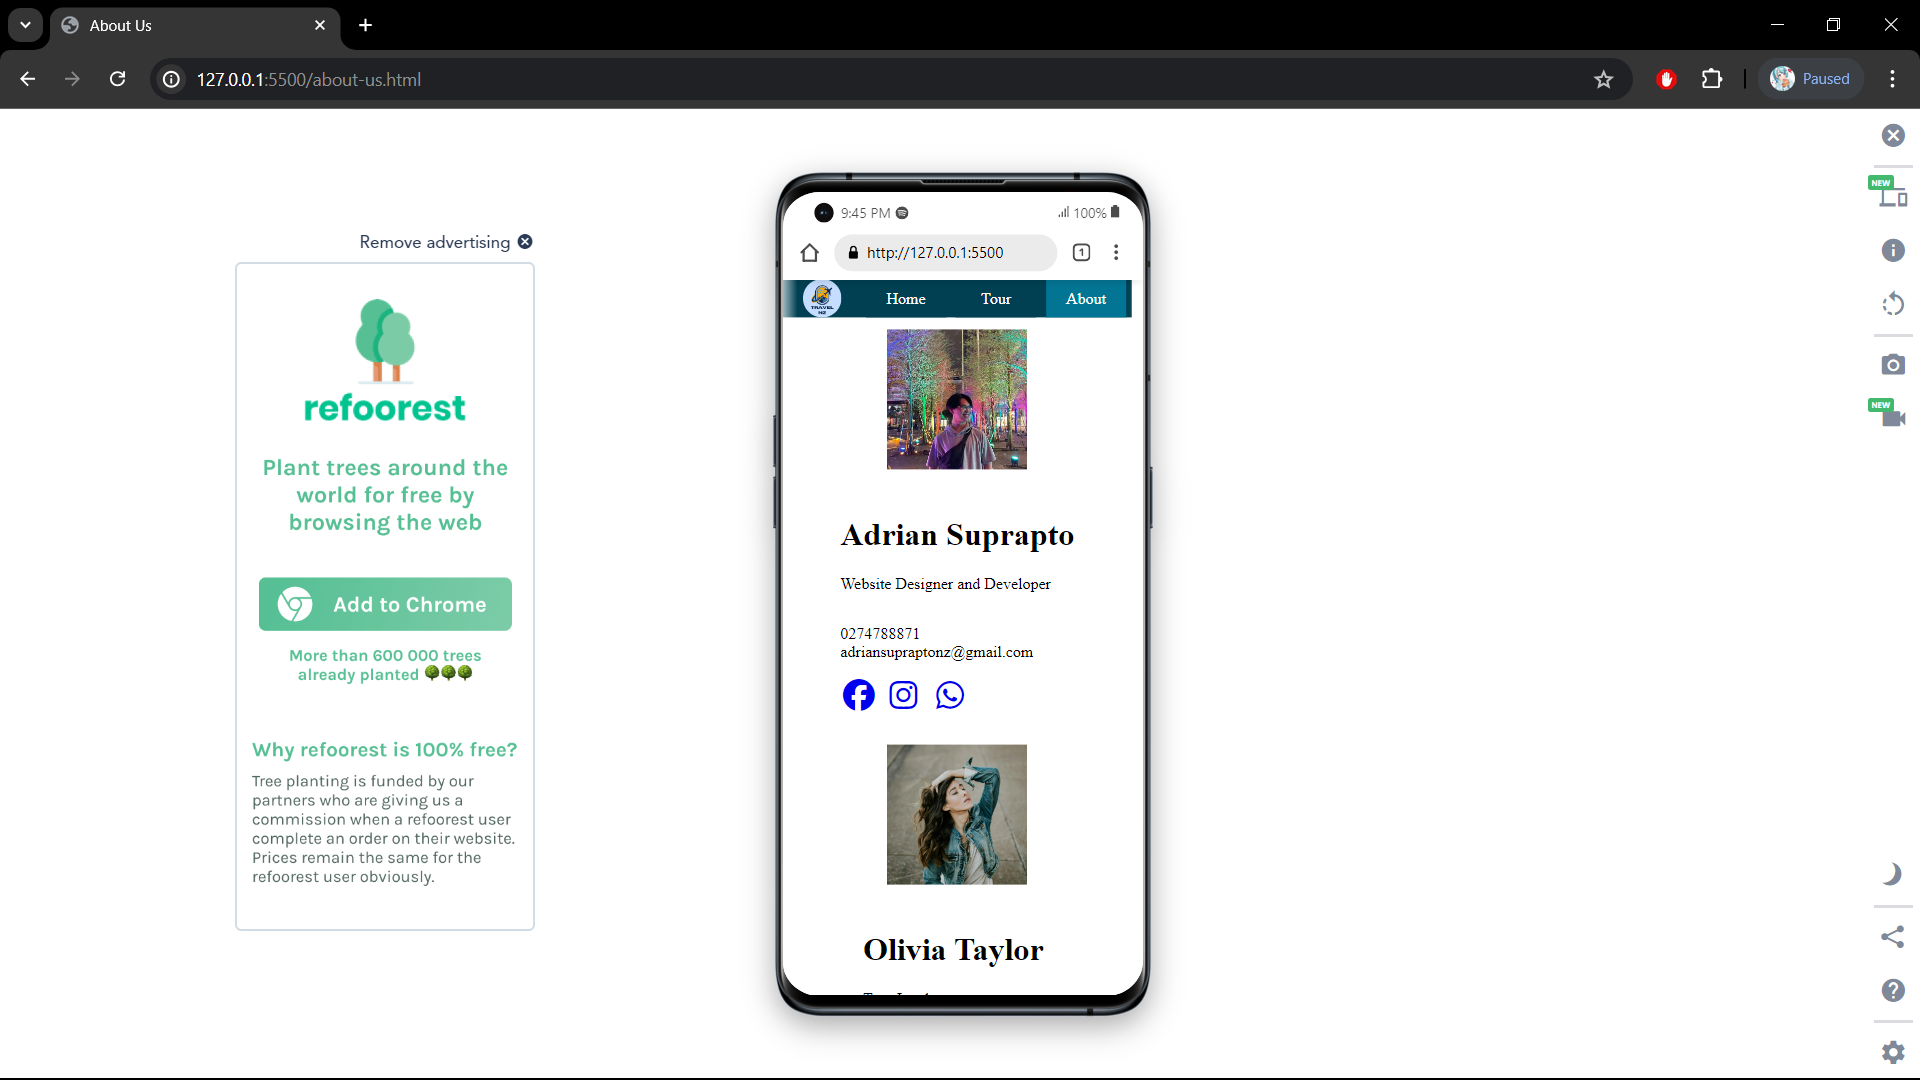 About Us
127.0.0.1:5500/about-us.html
Paused
Remove advertising
refoorest
Plant trees around the
world for free by
browsing the web
Add to Chrome
More than 600 000 trees
already planted 🌳🌳🌳
Why refoorest is 100% free?
Tree planting is funded by our
partners who are giving us a
commission when a refoorest user
complete an order on their website.
Prices remain the same for the
refoorest user obviously.
9:45 PM
100%
http://127.0.0.1:5500
1
TRAVEL
NZ
Home
Tour
About
Adrian Suprapto
Website Designer and Developer
0274788871
adriansupraptonz@gmail.com
Olivia Taylor
NEW
NEW